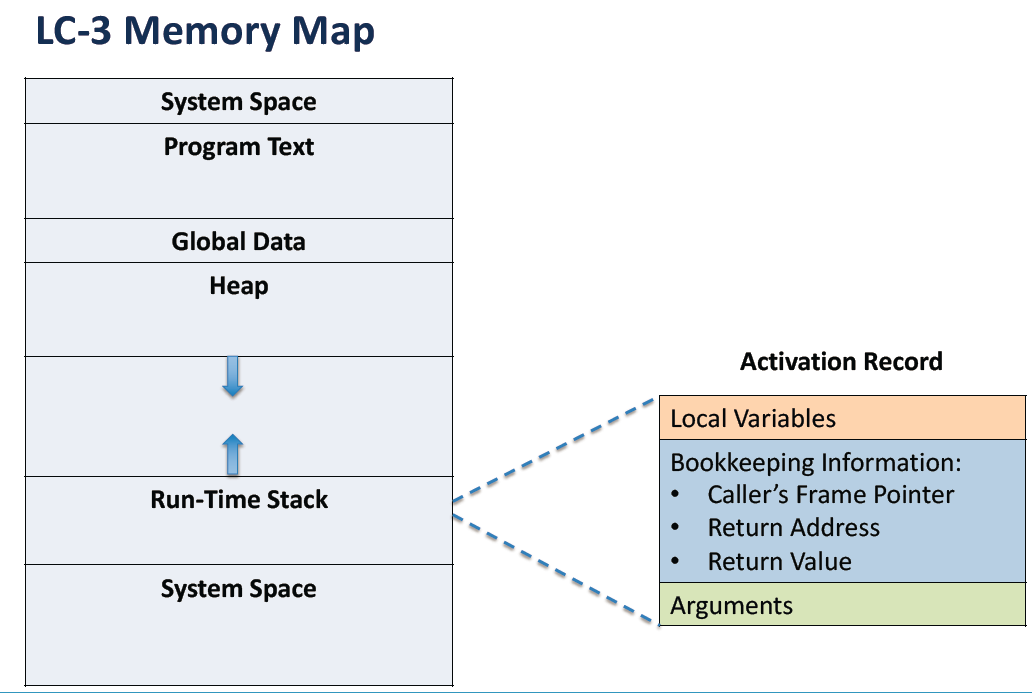 LC-3 Memory Map
System Space
Program Text
Global Data
Heap
Run-Time Stack
System Space
Activation Record
Local Variables
Bookkeeping Information:
• Caller’s Frame Pointer
• Return Address
• Return Value
Arguments